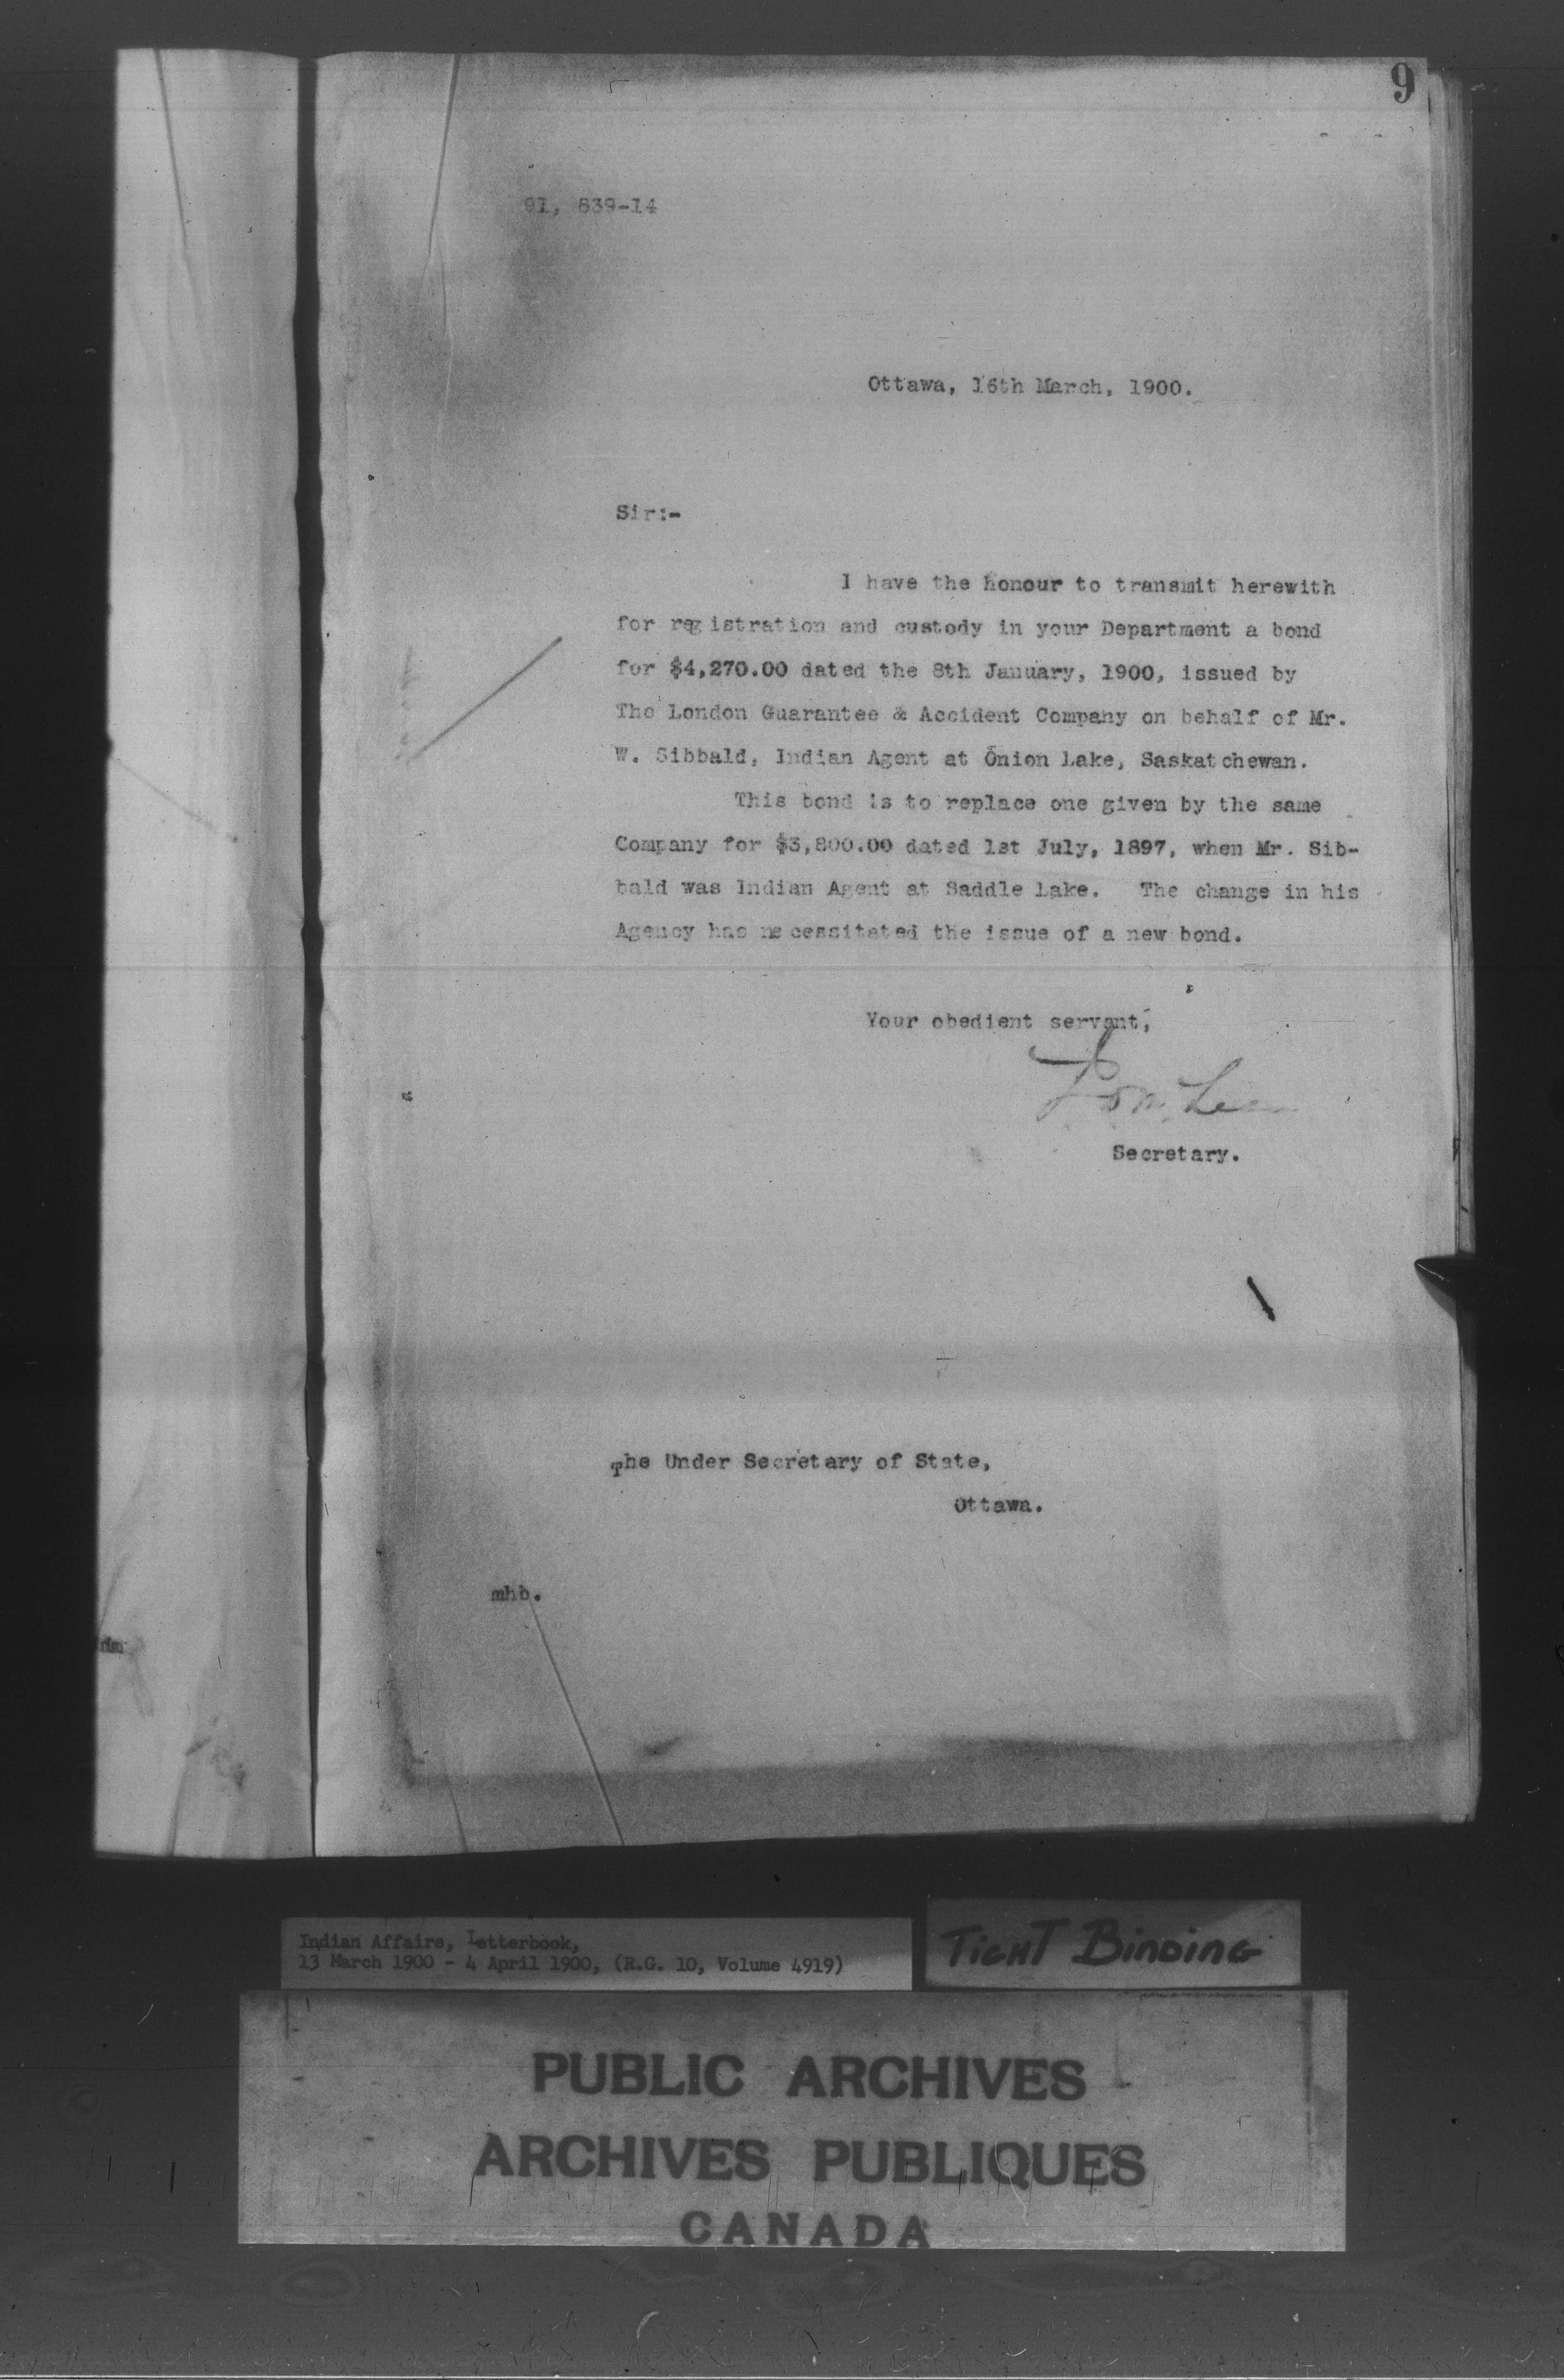 9
91, 839-14
Ottawa, 16th March, 1900.
Sir:-
I have the honour to transmit herewith
for registration and custody in your Department a bond
for $4,270.00 dated the 8th January, 1900, issued by
The London Guarantee & Accident Company on behalf of Mr.
W. Sibbald, Indian Agent at Onion Lake, Saskatchewan.
This bond is to replace one given by the same
Company for $3,800.00 dated 1st July, 1897, when Mr. Sib-
bald was Indian Agent at Saddle Lake. The change in his
Agency has necessitated the issue of a new bond.
Your obedient servant,
Secretary.
The Under Secretary of State,
Ottawa.
mhb.
Indian Affairs, Letterbook,
13 March 1900 - 4 April 1900, (R.G. 10, Volume 4919)
TIGHT BINDING
PUBLIC ARCHIVES
ARCHIVES PUBLIQUES
CANADA